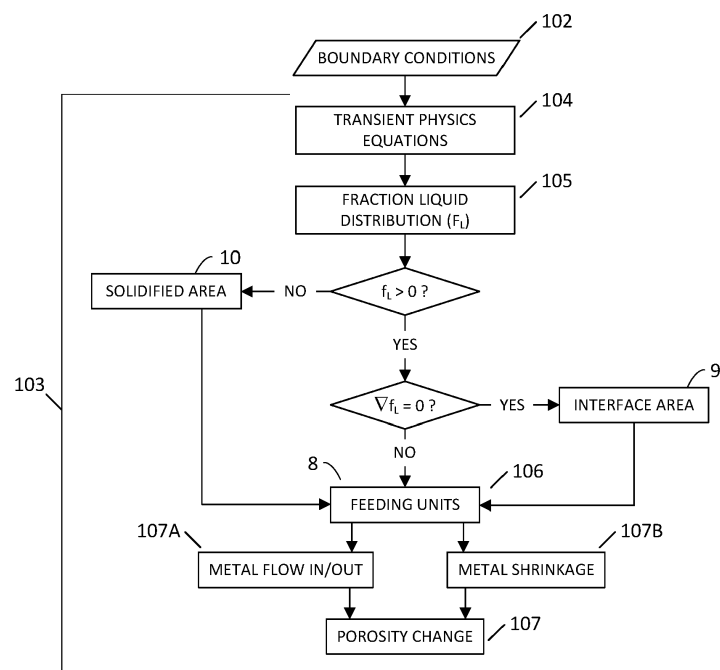 102
BOUNDARY CONDITIONS
104
TRANSIENT PHYSICS
EQUATIONS
105
FRACTION LIQUID
DISTRIBUTION (FL)
10
SOLIDIFIED AREA
NO
fL > 0 ?
YES
103
9
∇fL = 0 ?
YES
INTERFACE AREA
NO
8
106
FEEDING UNITS
107A
107B
METAL FLOW IN/OUT
METAL SHRINKAGE
POROSITY CHANGE
107